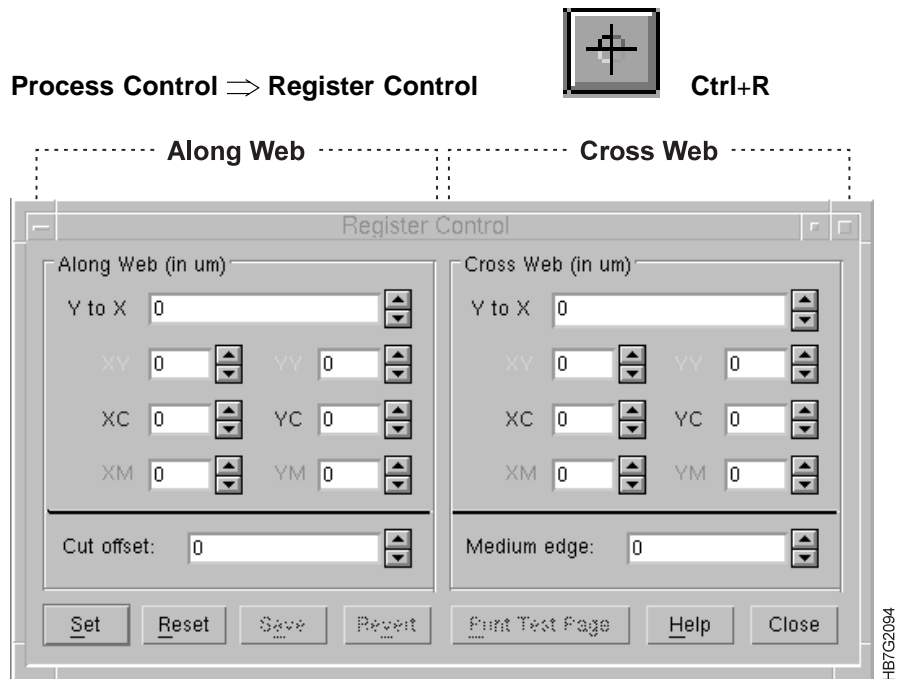 Process Control ⇒ Register Control Ctrl+R
Along Web Cross Web
Register Control
Along Web (in um)
Y to X 0
XY 0 YY 0
XC 0 YC 0
XM 0 YM 0
Cut offset: 0
Cross Web (in um)
Y to X 0
XY 0 YY 0
XC 0 YC 0
XM 0 YM 0
Medium edge: 0
Set Reset Save Revert Print Test Page Help Close
HB7G2094